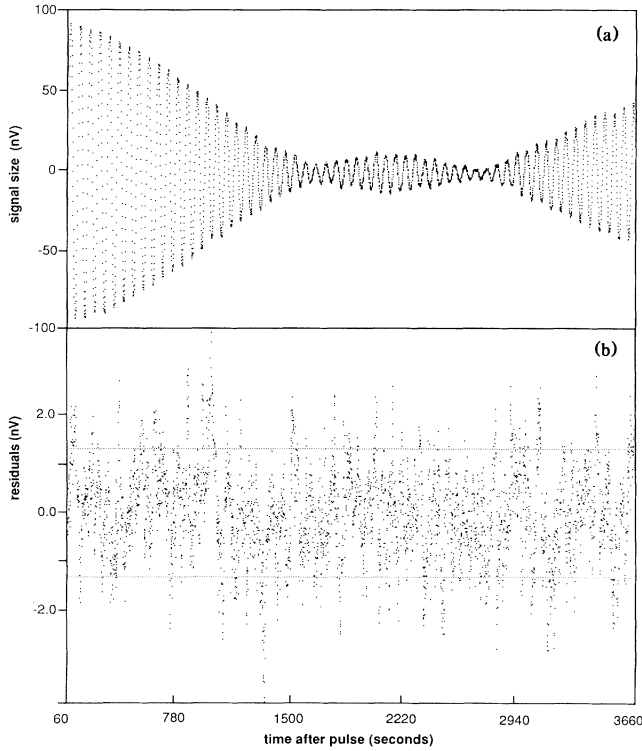 (a)
100
50
0
-50
-100
signal size (nV)
(b)
2.0
0.0
-2.0
residuals (nV)
60 780 1500 2220 2940 3660
time after pulse (seconds)